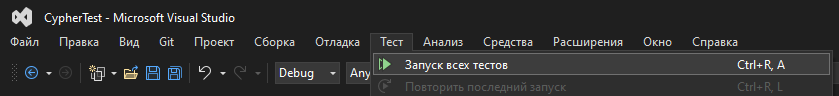 CypherTest - Microsoft Visual Studio
Файл Правка Вид Git Проект Сборка Отладка Тест Анализ Средства Расширения Окно Справка
Debug Any
Запуск всех тестов Ctrl+R, A
Повторить последний запуск Ctrl+R, L